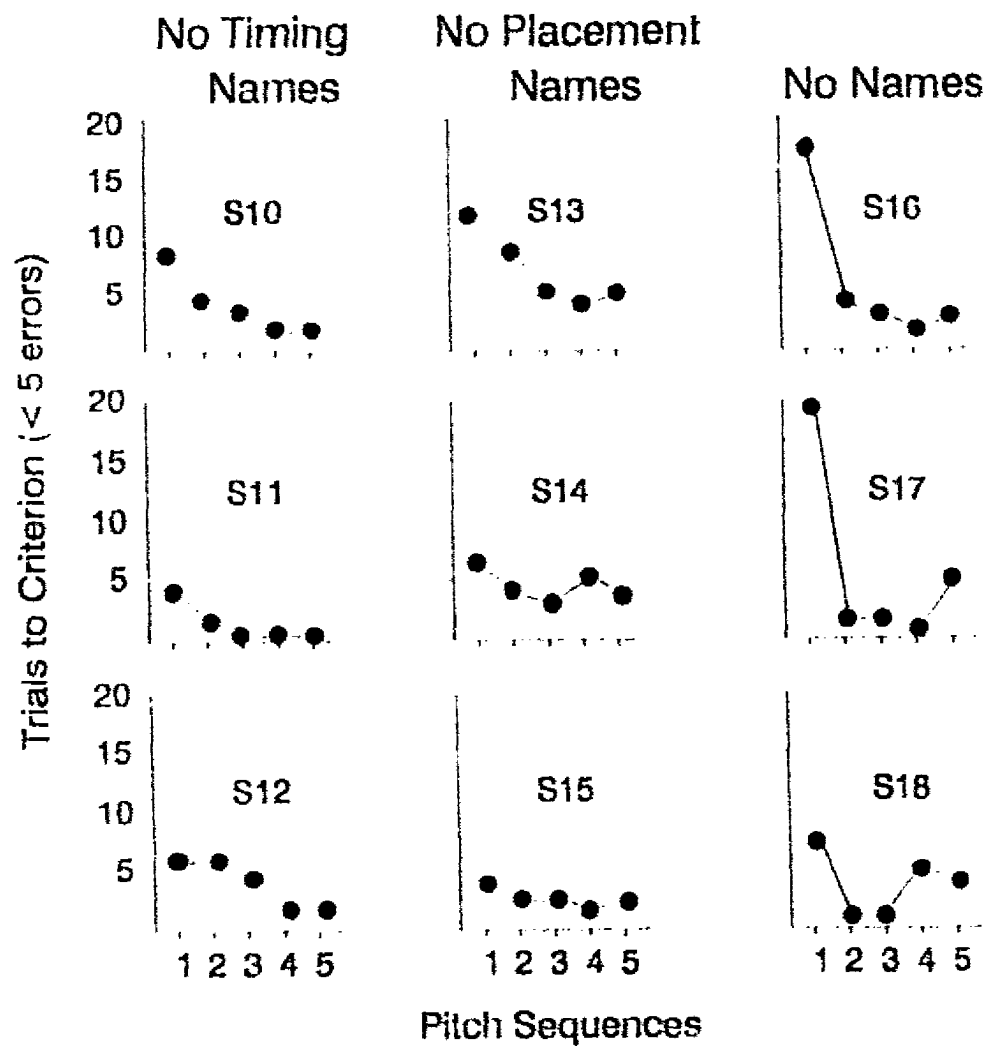 No Timing Names
No Placement Names
No Names
Trials to Criterion (< 5 errors)
20
15
10
5
S10
S13
S16
20
15
10
5
S11
S14
S17
20
15
10
5
S12
S15
S18
1 2 3 4 5
1 2 3 4 5
1 2 3 4 5
Pitch Sequences